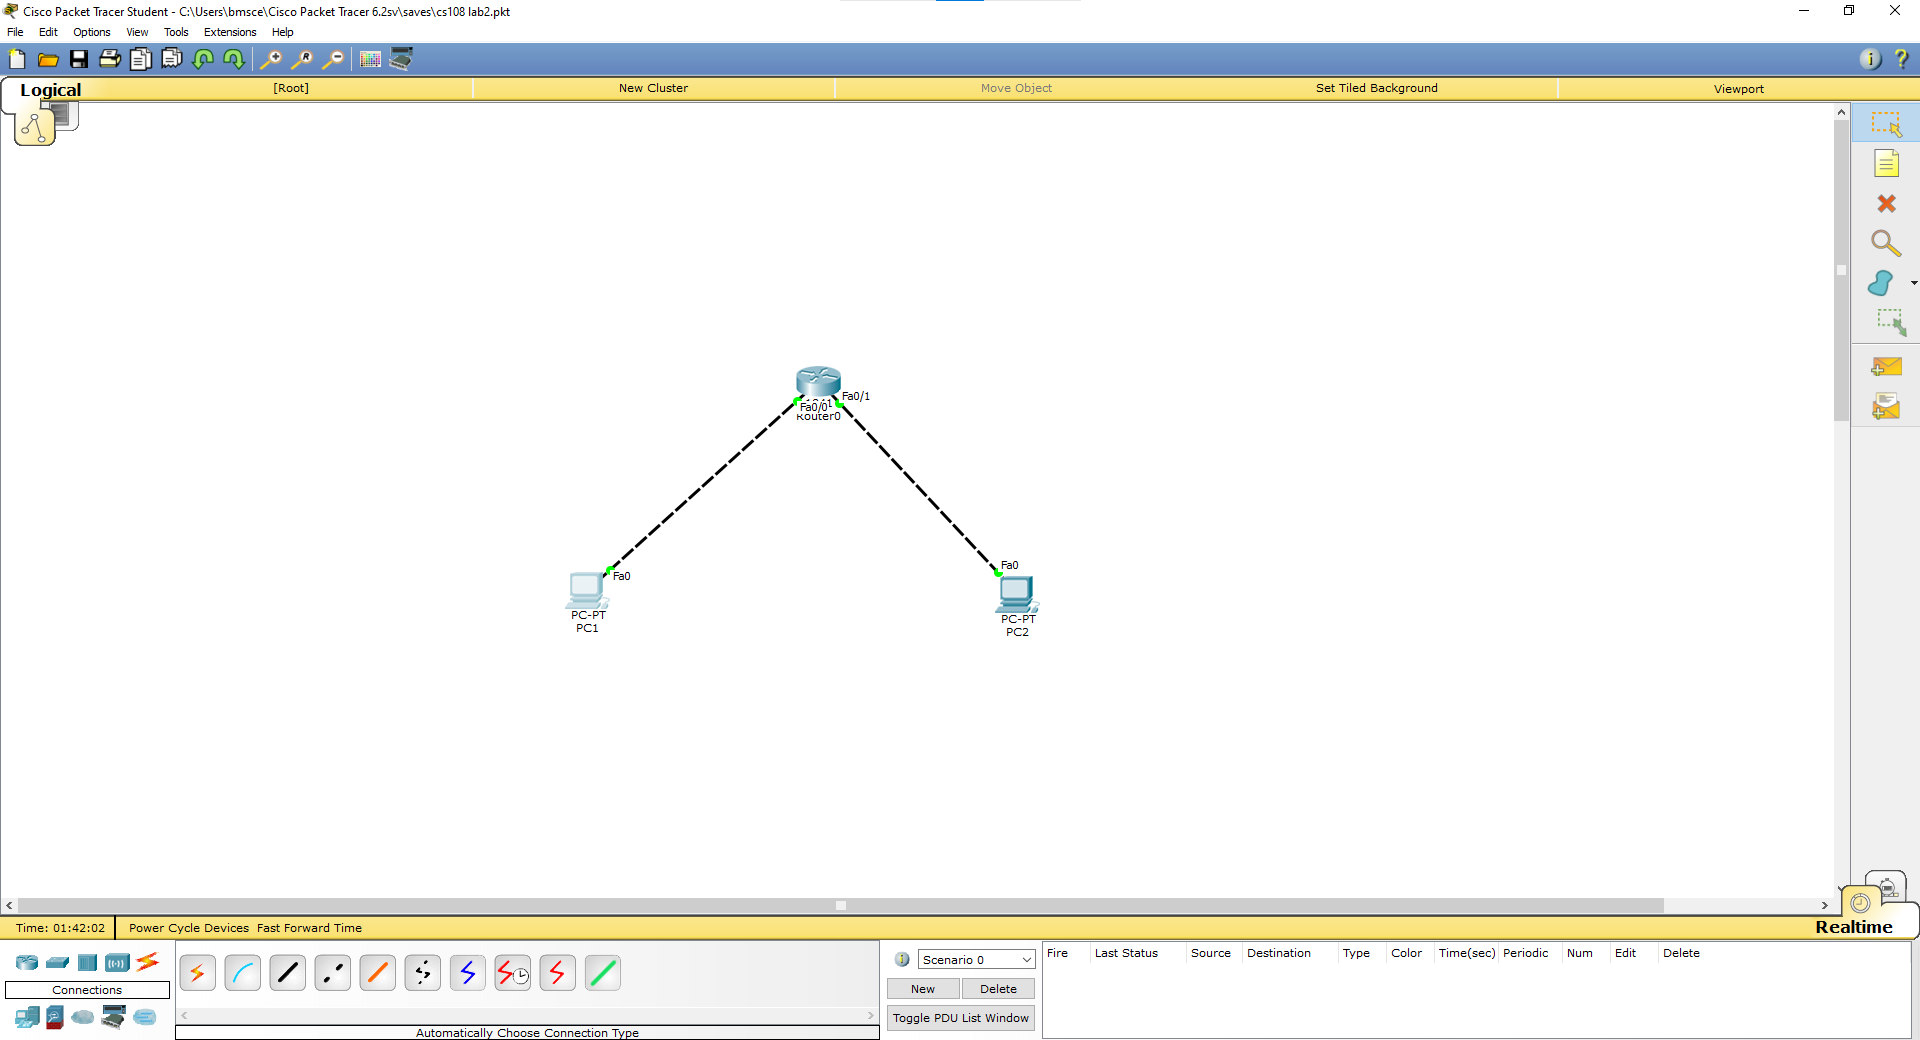 Cisco Packet Tracer Student - C:\Users\bmsce\Cisco Packet Tracer 6.2sv\saves\cs108 lab2.pkt
File Edit Options View Tools Extensions Help
Logical [Root] New Cluster Move Object Set Tiled Background Viewport
Fa0/1
Fa0/0
Router0
Fa0
Fa0
PC-PT
PC1
PC-PT
PC2
Time: 01:42:02 Power Cycle Devices Fast Forward Time
Realtime
Connections
Automatically Choose Connection Type
Scenario 0
New Delete
Toggle PDU List Window
Fire Last Status Source Destination Type Color Time(sec) Periodic Num Edit Delete